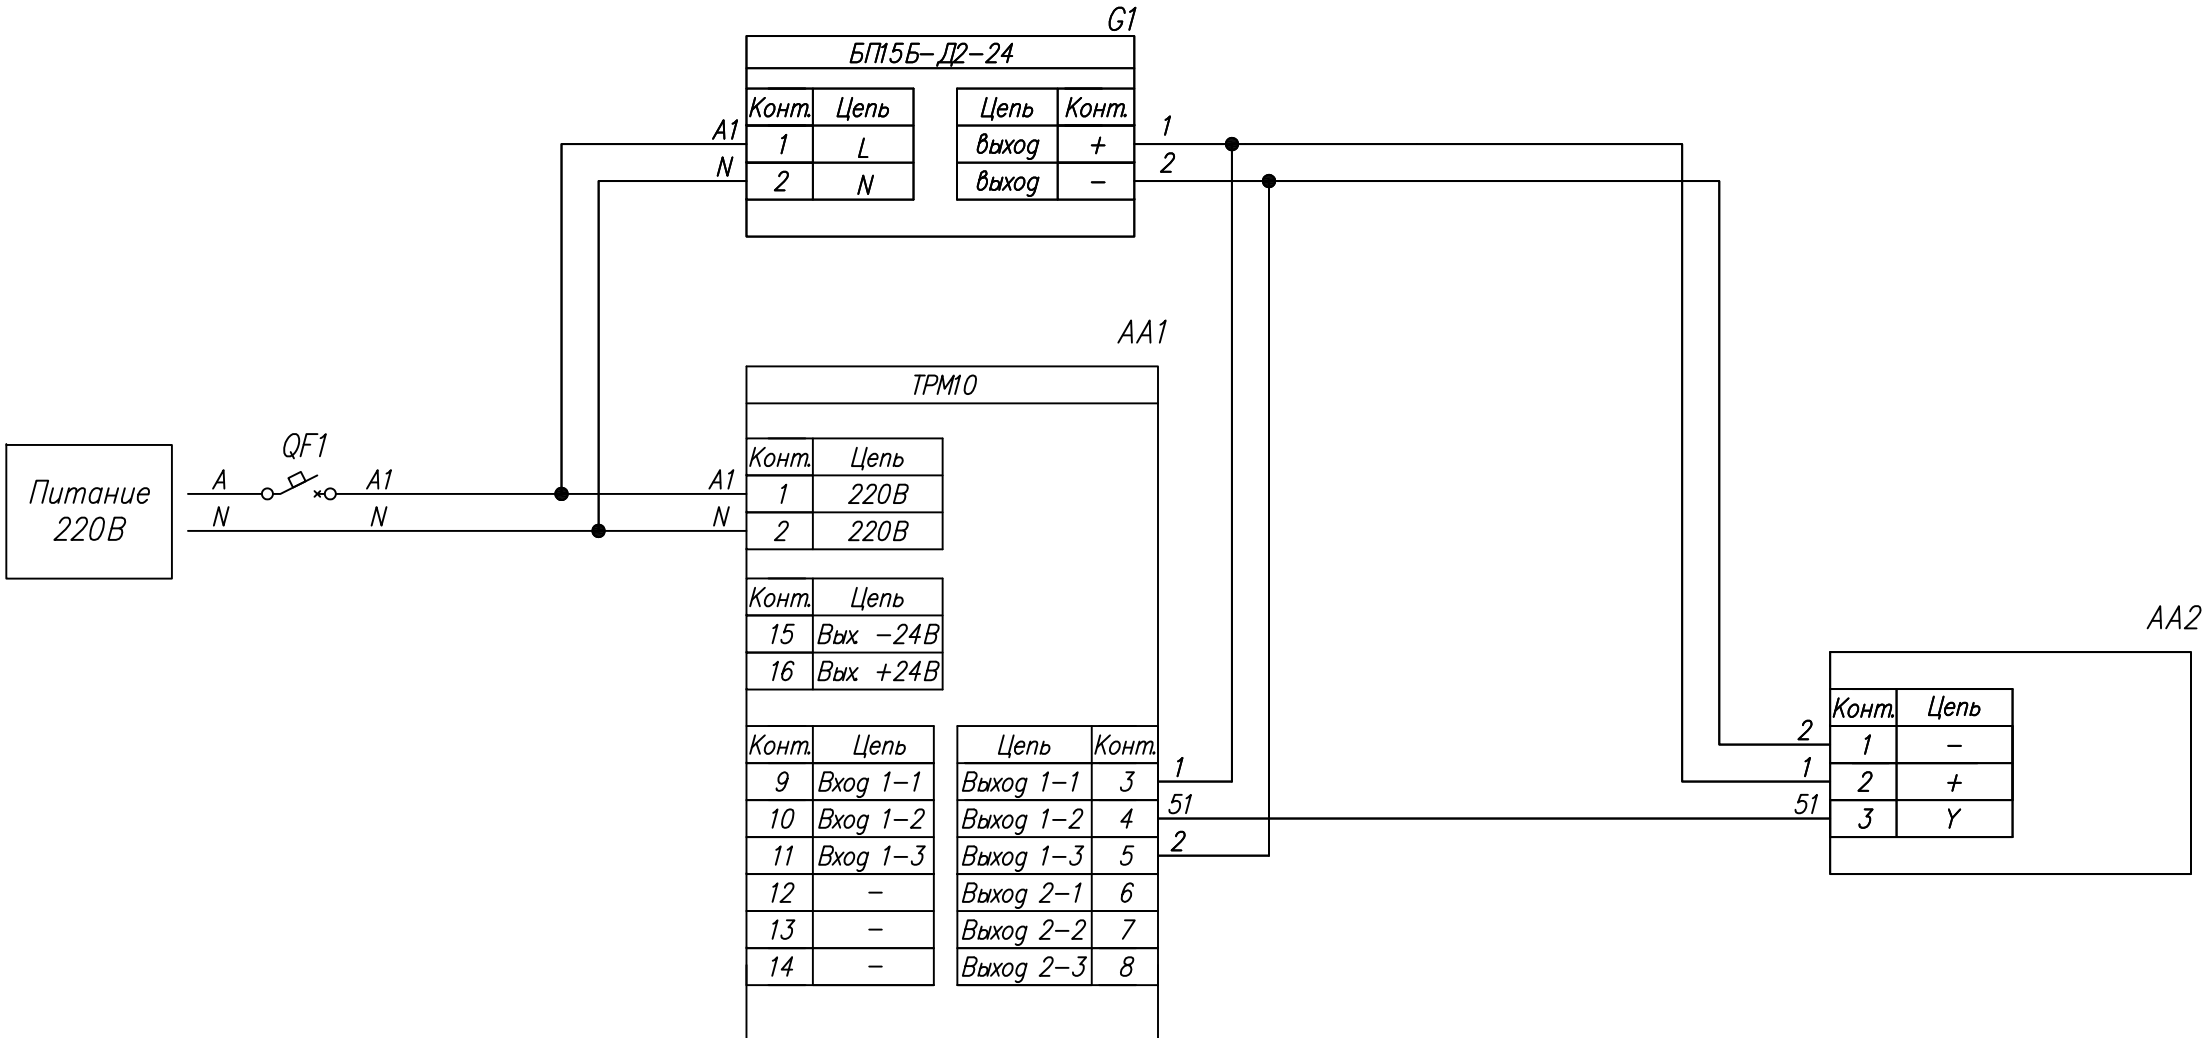 G1
БП15Б-Д2-24
Конт. Цепь Цепь Конт.
A1 1 L выход + 1
N 2 N выход - 2
AA1
ТРМ10
QF1
Питание
220В
A A1
N N
Конт. Цепь
A1 1 220В
N 2 220В
Конт. Цепь
15 Вых. -24В
16 Вых. +24В
Конт. Цепь Цепь Конт.
9 Вход 1-1 Выход 1-1 3 1
10 Вход 1-2 Выход 1-2 4 51
11 Вход 1-3 Выход 1-3 5 2
12 - Выход 2-1 6
13 - Выход 2-2 7
14 - Выход 2-3 8
AA2
Конт. Цепь
2 1 -
1 2 +
51 3 Y